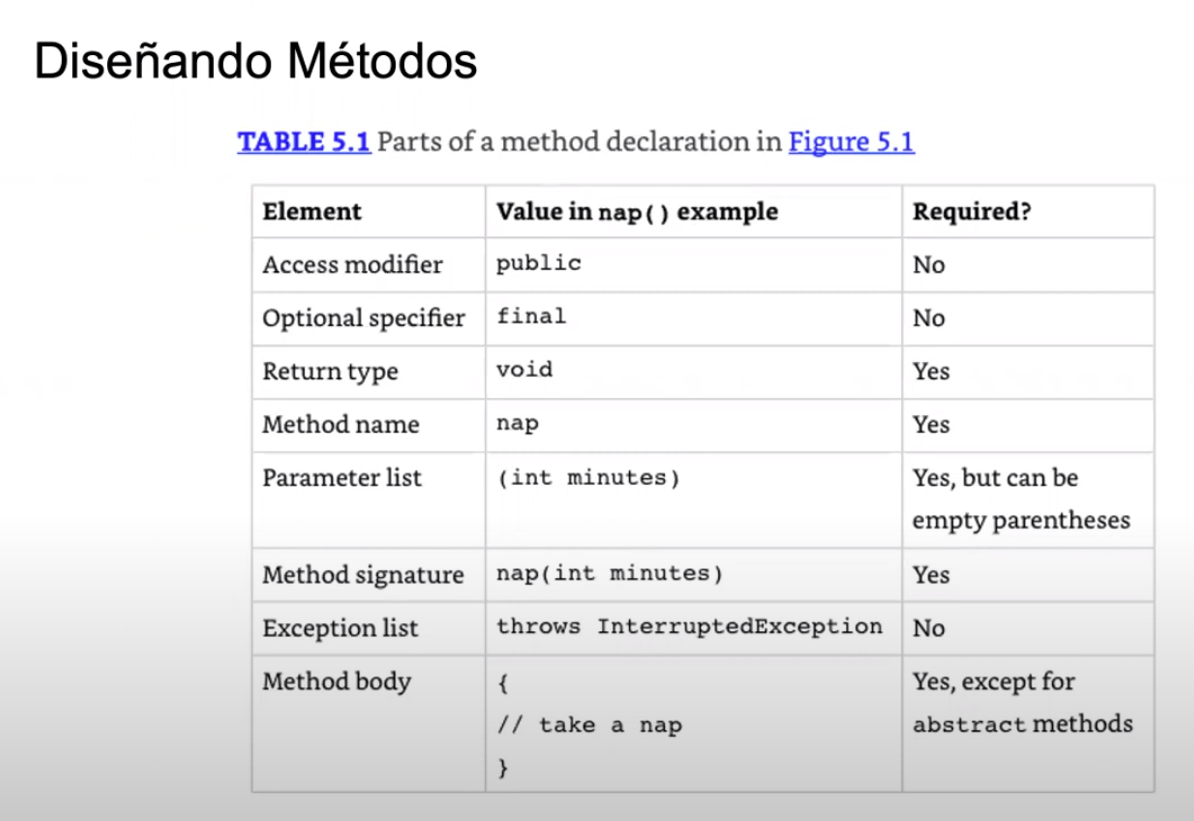 Diseñando Métodos
TABLE 5.1 Parts of a method declaration in Figure 5.1
Element Value in nap() example Required?
Access modifier public No
Optional specifier final No
Return type void Yes
Method name nap Yes
Parameter list (int minutes) Yes, but can be
empty parentheses
Method signature nap(int minutes) Yes
Exception list throws InterruptedException No
Method body { Yes, except for
// take a nap abstract methods
}